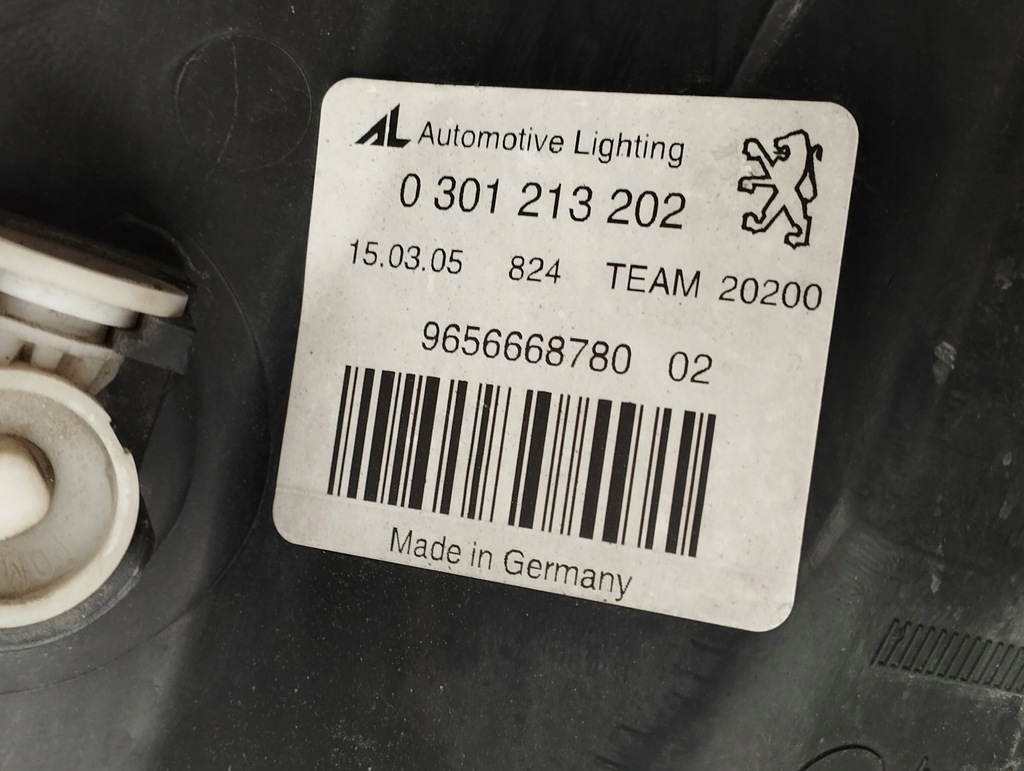 AL Automotive Lighting
0 301 213 202
15.03.05 824 TEAM 20200
9656668780 02
Made in Germany